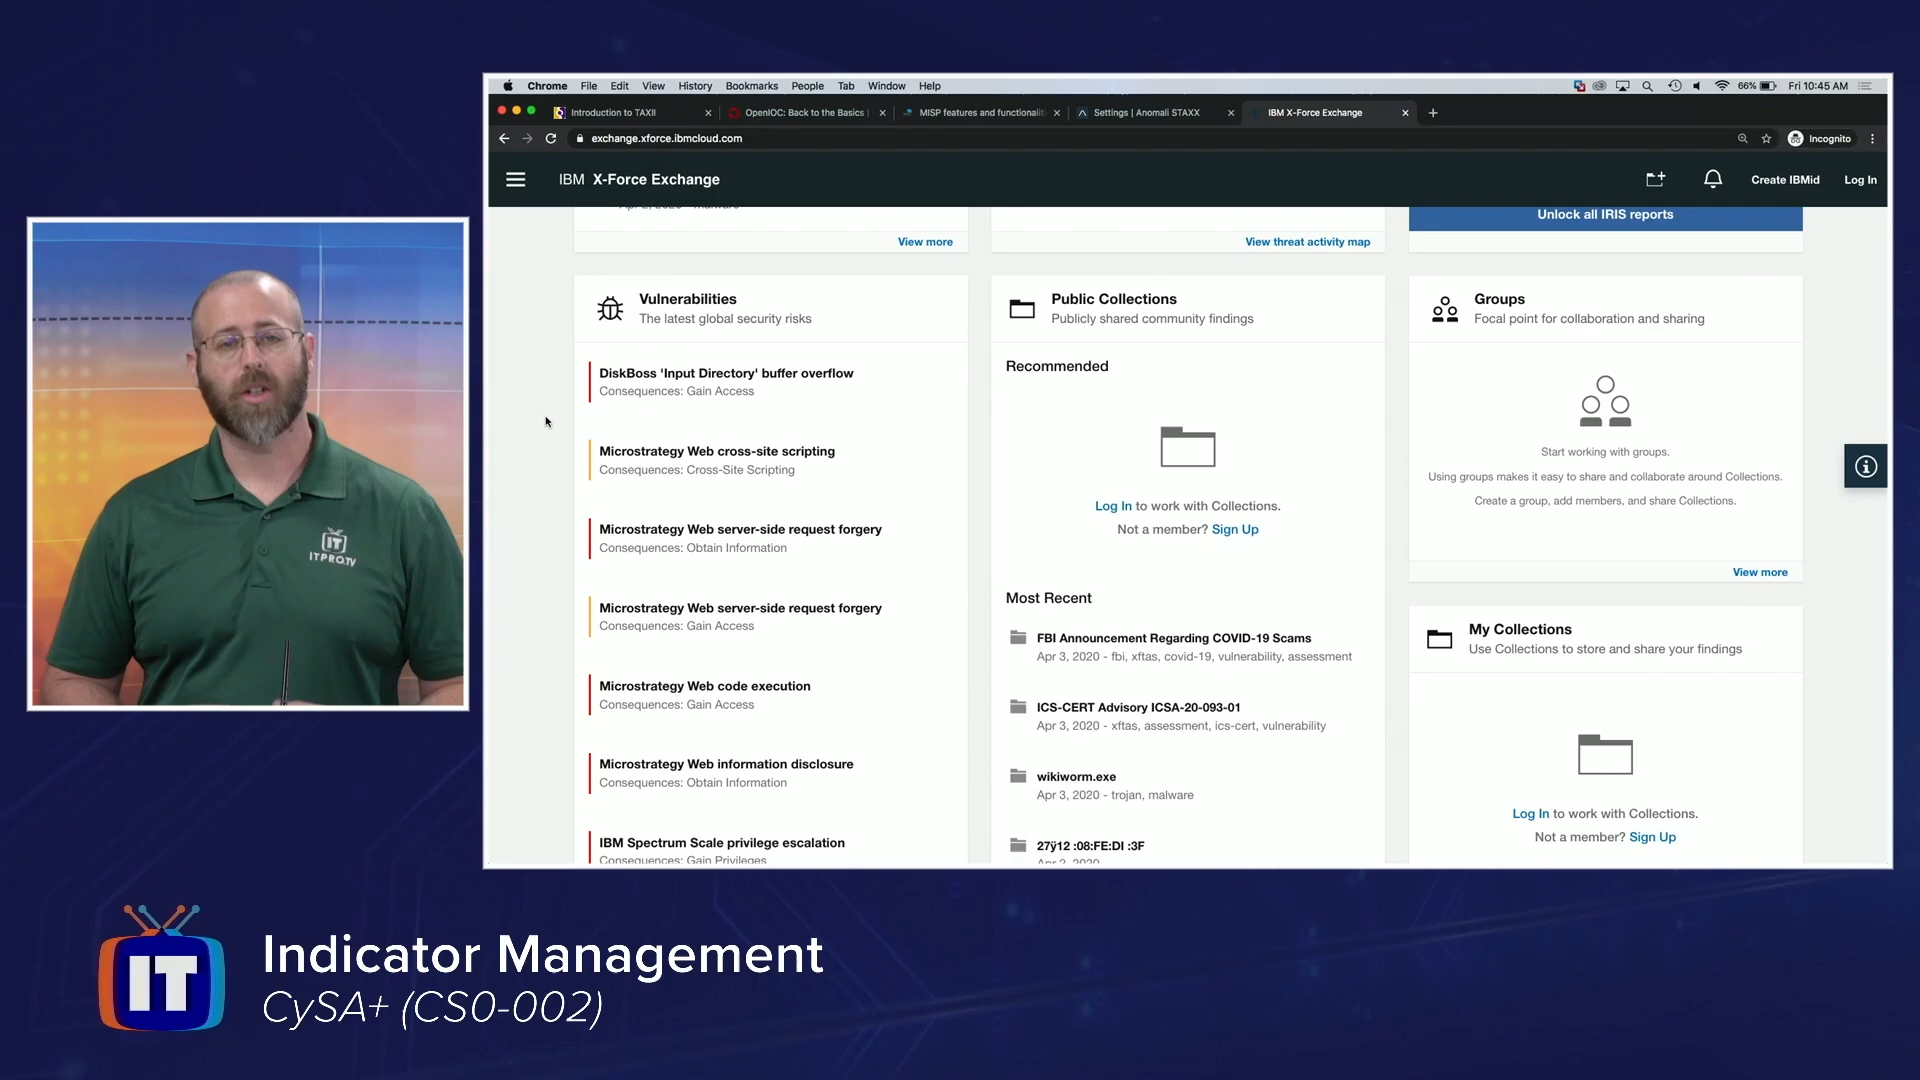 Chrome File Edit View History Bookmarks People Tab Window Help 66% Fri 10:45 AM
Introduction to TAXII OpenIOC: Back to the Basics MISP features and functionaliti Settings | Anomali STAXX IBM X-Force Exchange
exchange.xforce.ibmcloud.com Incognito
IBM X-Force Exchange Create IBMid Log In
Unlock all IRIS reports
View more View threat activity map
Vulnerabilities
The latest global security risks
DiskBoss 'Input Directory' buffer overflow
Consequences: Gain Access
Microstrategy Web cross-site scripting
Consequences: Cross-Site Scripting
Microstrategy Web server-side request forgery
Consequences: Obtain Information
Microstrategy Web server-side request forgery
Consequences: Gain Access
Microstrategy Web code execution
Consequences: Gain Access
Microstrategy Web information disclosure
Consequences: Obtain Information
IBM Spectrum Scale privilege escalation
Consequences: Gain Privileges
Public Collections
Publicly shared community findings
Recommended
Log In to work with Collections.
Not a member? Sign Up
Most Recent
FBI Announcement Regarding COVID-19 Scams
Apr 3, 2020 - fbi, xftas, covid-19, vulnerability, assessment
ICS-CERT Advisory ICSA-20-093-01
Apr 3, 2020 - xftas, assessment, ics-cert, vulnerability
wikiworm.exe
Apr 3, 2020 - trojan, malware
27ÿ12 :08:FE:DI :3F
Groups
Focal point for collaboration and sharing
Start working with groups.
Using groups makes it easy to share and collaborate around Collections.
Create a group, add members, and share Collections.
View more
My Collections
Use Collections to store and share your findings
Log In to work with Collections.
Not a member? Sign Up
IT
ITPRO.TV
IT
Indicator Management
CySA+ (CS0-002)